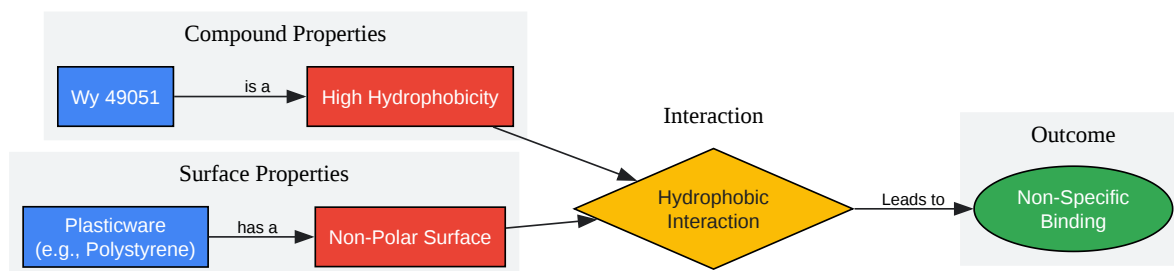 Compound Properties
Wy 49051
is a
High Hydrophobicity
Surface Properties
Plasticware
(e.g., Polystyrene)
has a
Non-Polar Surface
Interaction
Hydrophobic
Interaction
Leads to
Outcome
Non-Specific
Binding